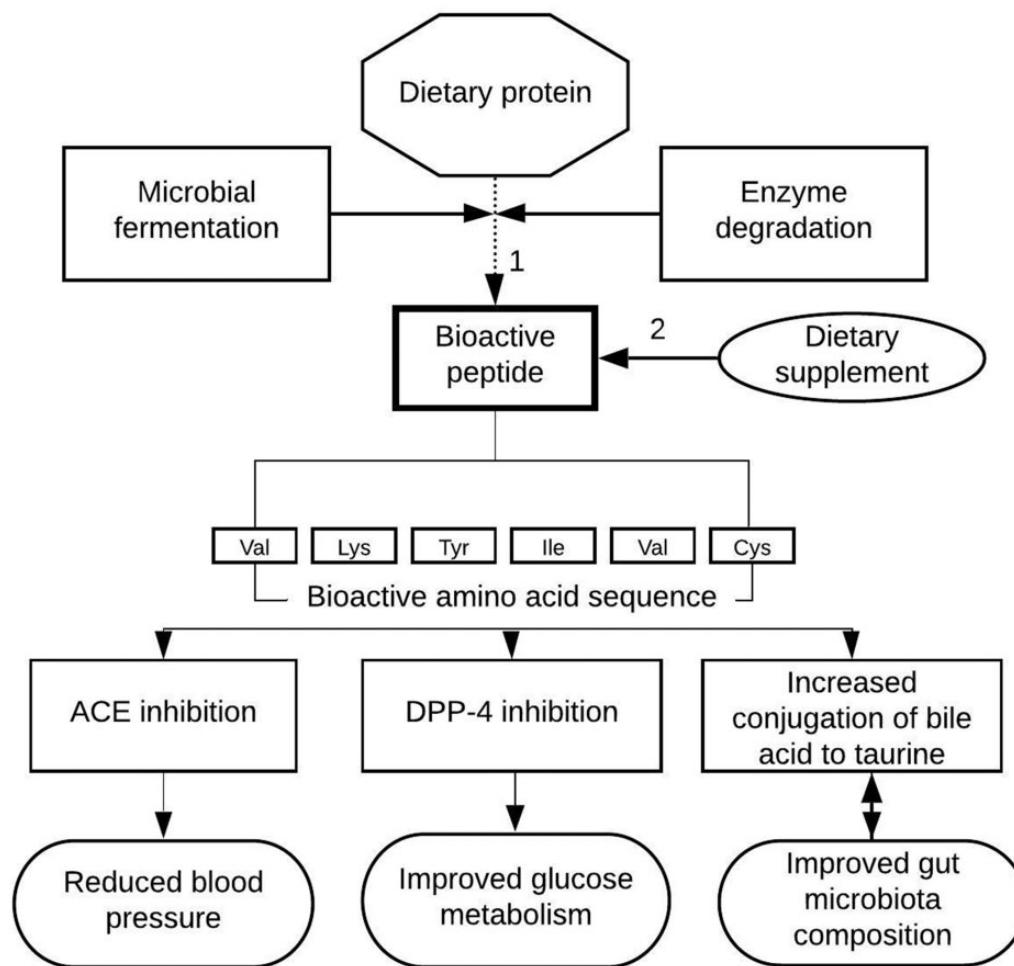 Dietary protein
Microbial
fermentation
Enzyme
degradation
1
Bioactive
peptide
2
Dietary
supplement
Val
Lys
Tyr
Ile
Val
Cys
Bioactive amino acid sequence
ACE inhibition
DPP-4 inhibition
Increased
conjugation of bile
acid to taurine
Reduced blood
pressure
Improved glucose
metabolism
Improved gut
microbiota
composition